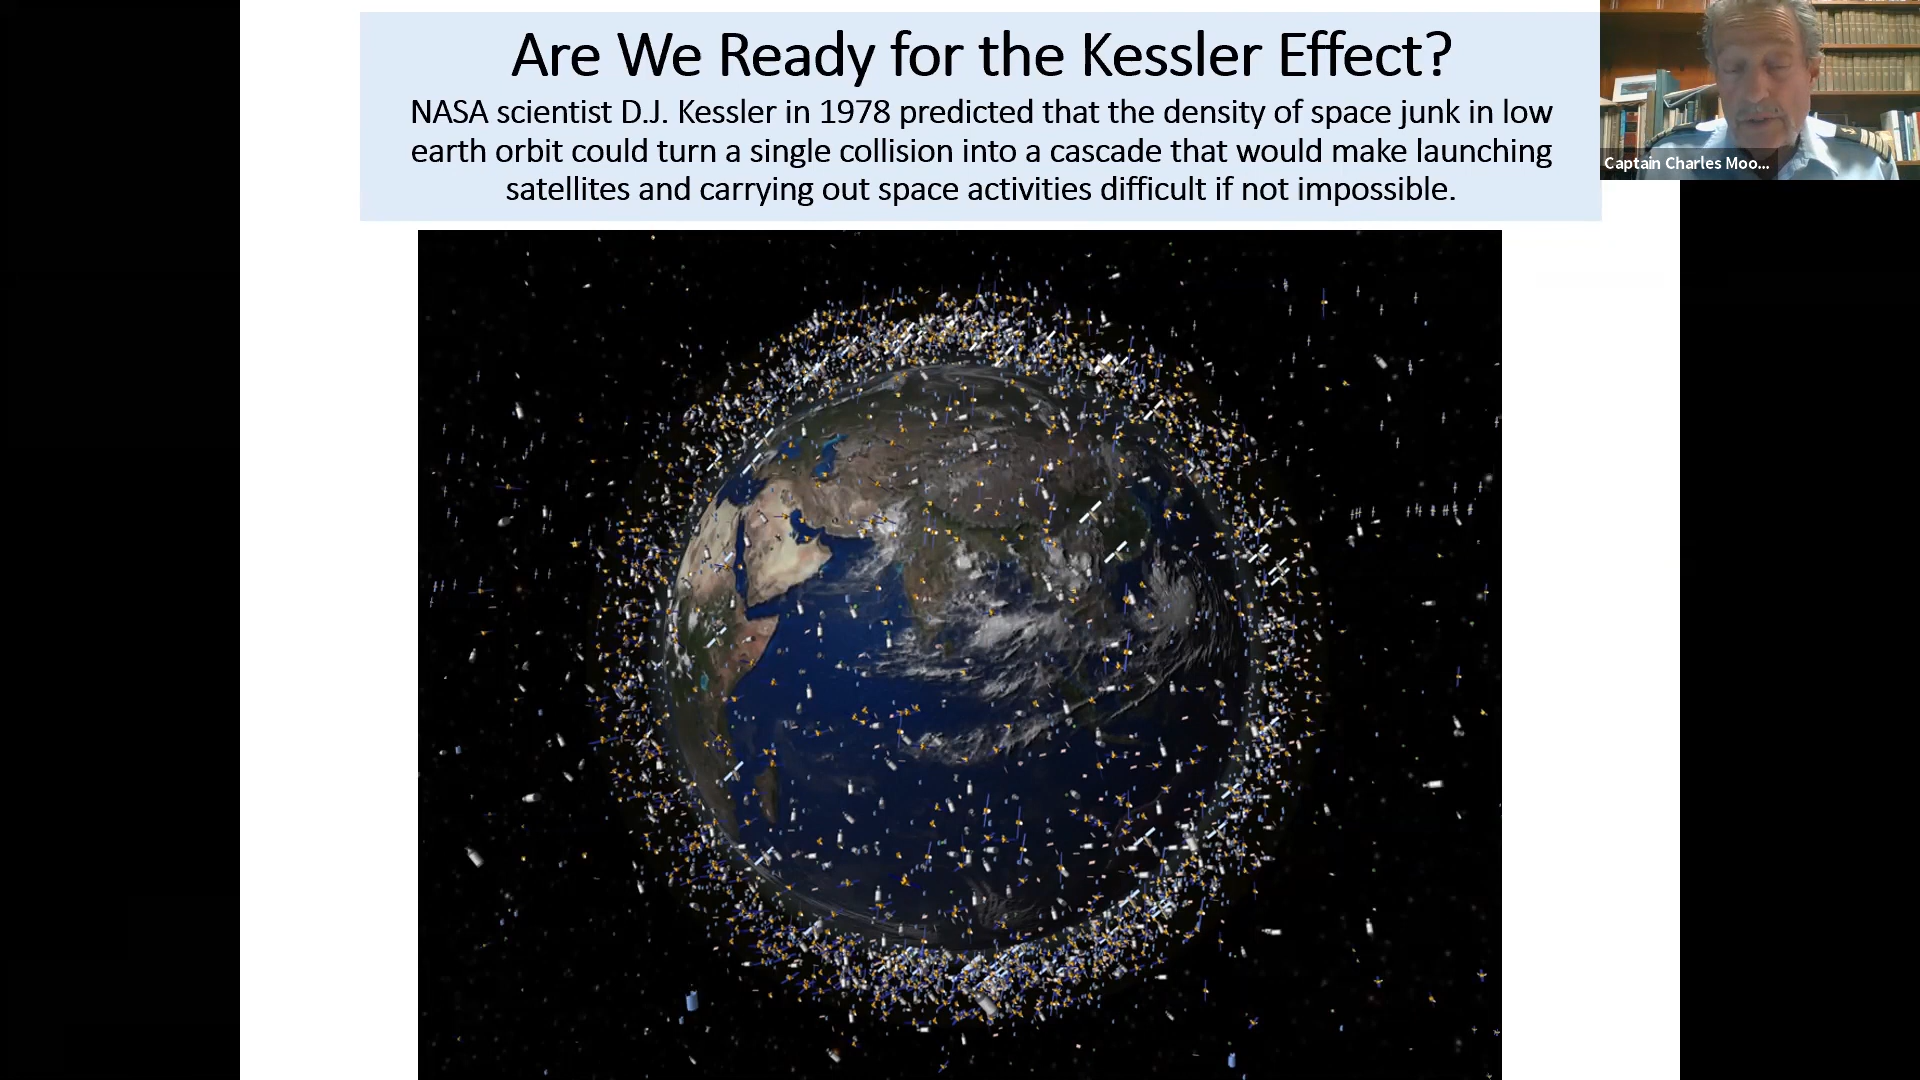 Are We Ready for the Kessler Effect?
NASA scientist D.J. Kessler in 1978 predicted that the density of space junk in low
earth orbit could turn a single collision into a cascade that would make launching
satellites and carrying out space activities difficult if not impossible.
Captain Charles Moo...